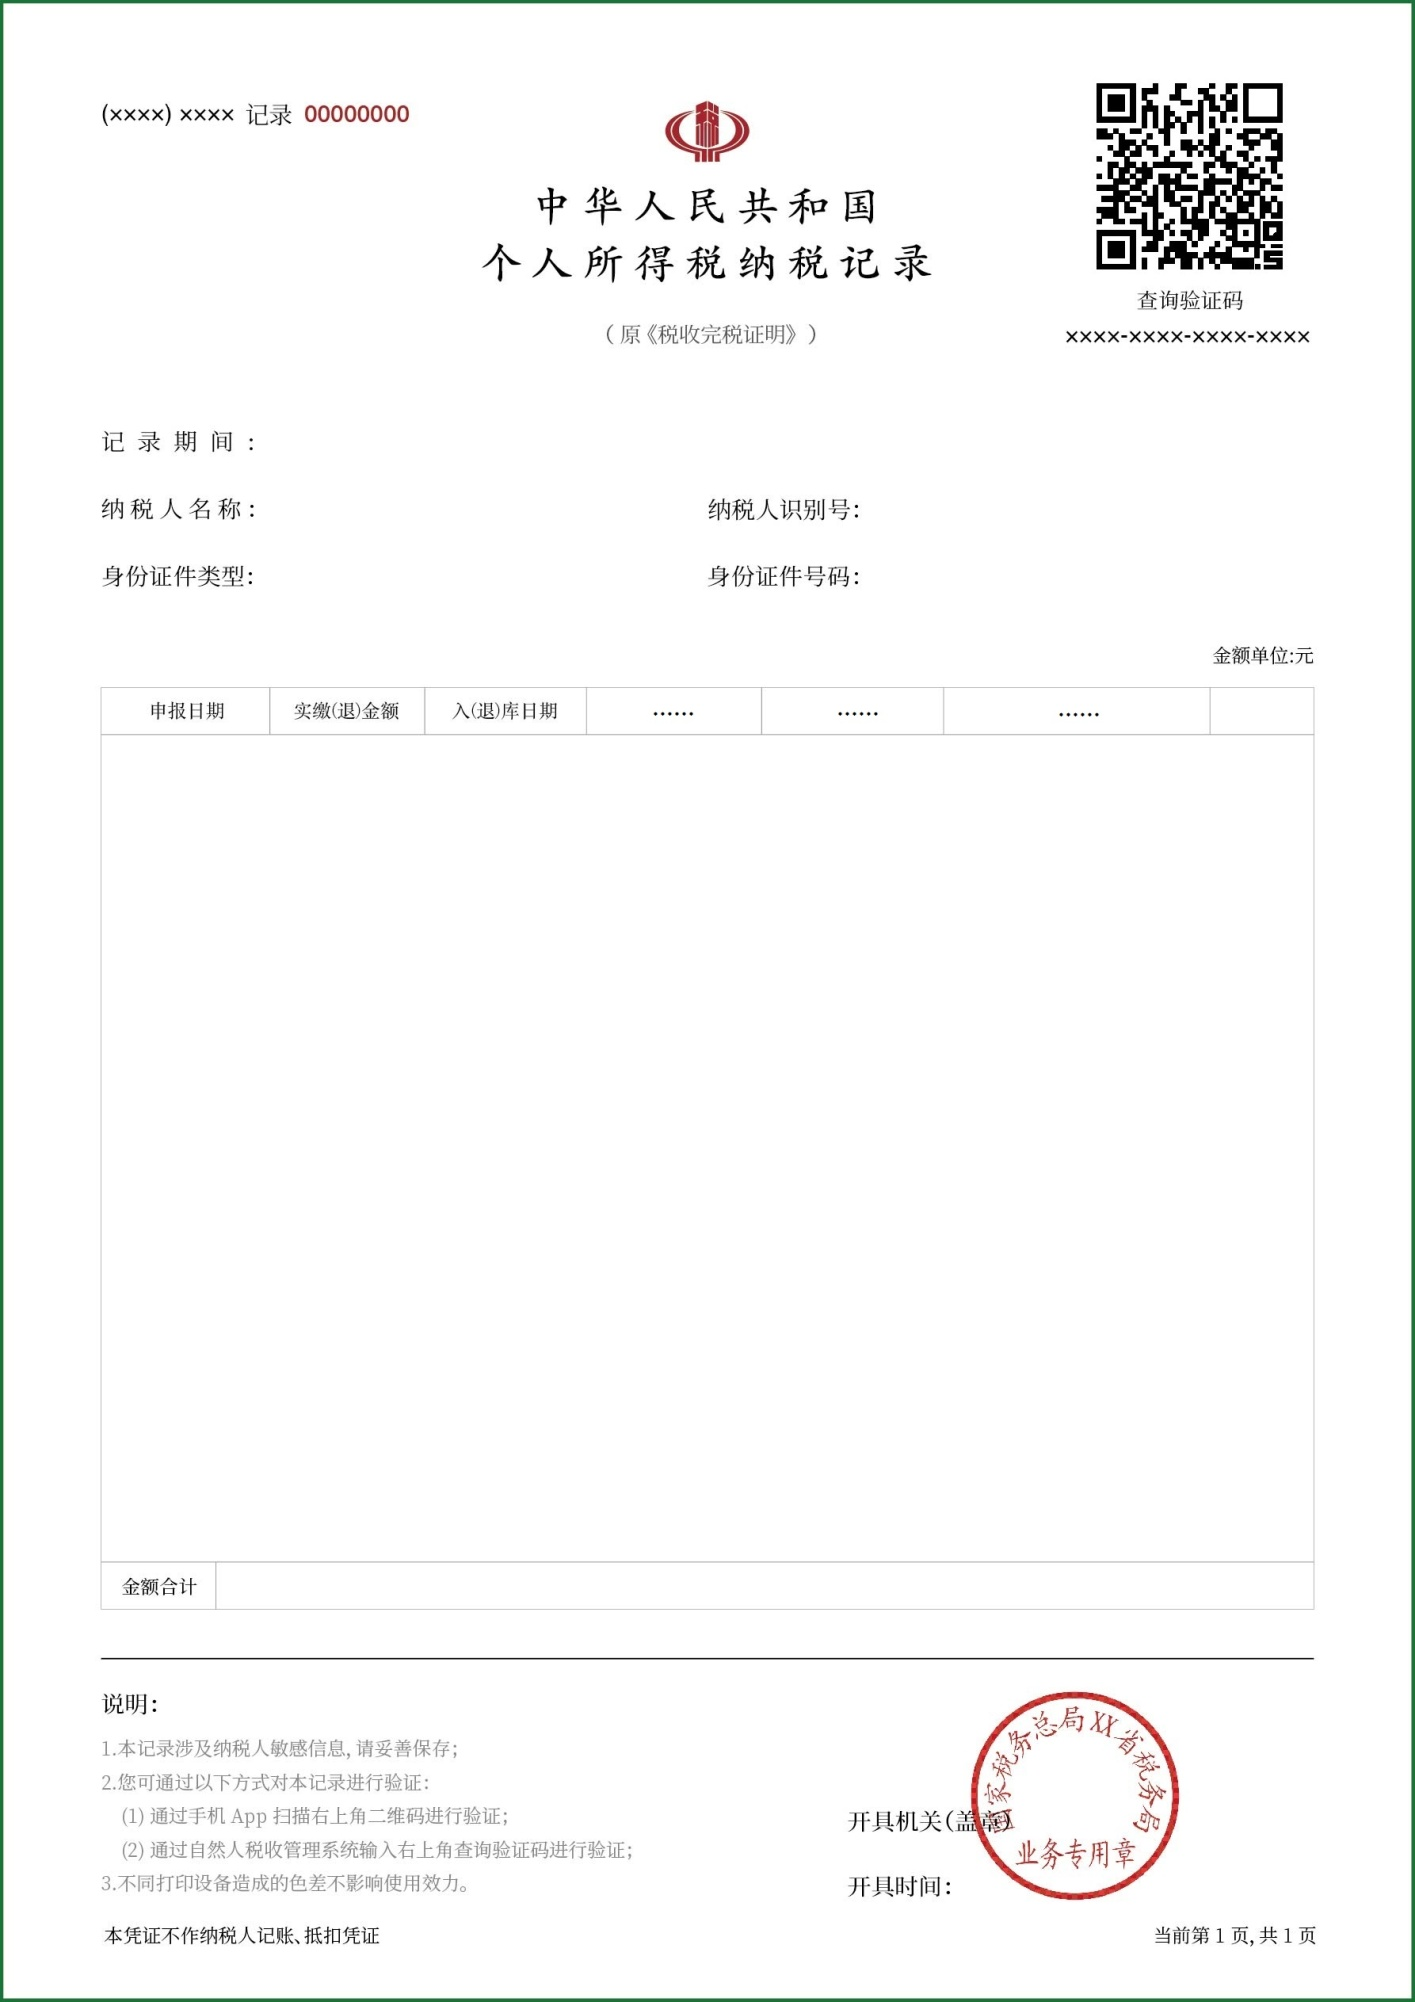 (××××) ×××× 记录 00000000
中华人民共和国
个人所得税纳税记录
（原《税收完税证明》）
查询验证码
××××-××××-××××-××××
记录期间：
纳税人名称：
纳税人识别号：
身份证件类型：
身份证件号码：
金额单位:元
申报日期 实缴(退)金额 入(退)库日期 ...... ...... ......
金额合计
说明：
1.本记录涉及纳税人敏感信息,请妥善保存；
2.您可通过以下方式对本记录进行验证：
(1) 通过手机 App 扫描右上角二维码进行验证；
(2) 通过自然人税收管理系统输入右上角查询验证码进行验证；
3.不同打印设备造成的色差不影响使用效力。
开具机关(盖章)
国家税务总局XX省税务局
业务专用章
开具时间：
本凭证不作纳税人记账、抵扣凭证
当前第 1 页,共 1 页